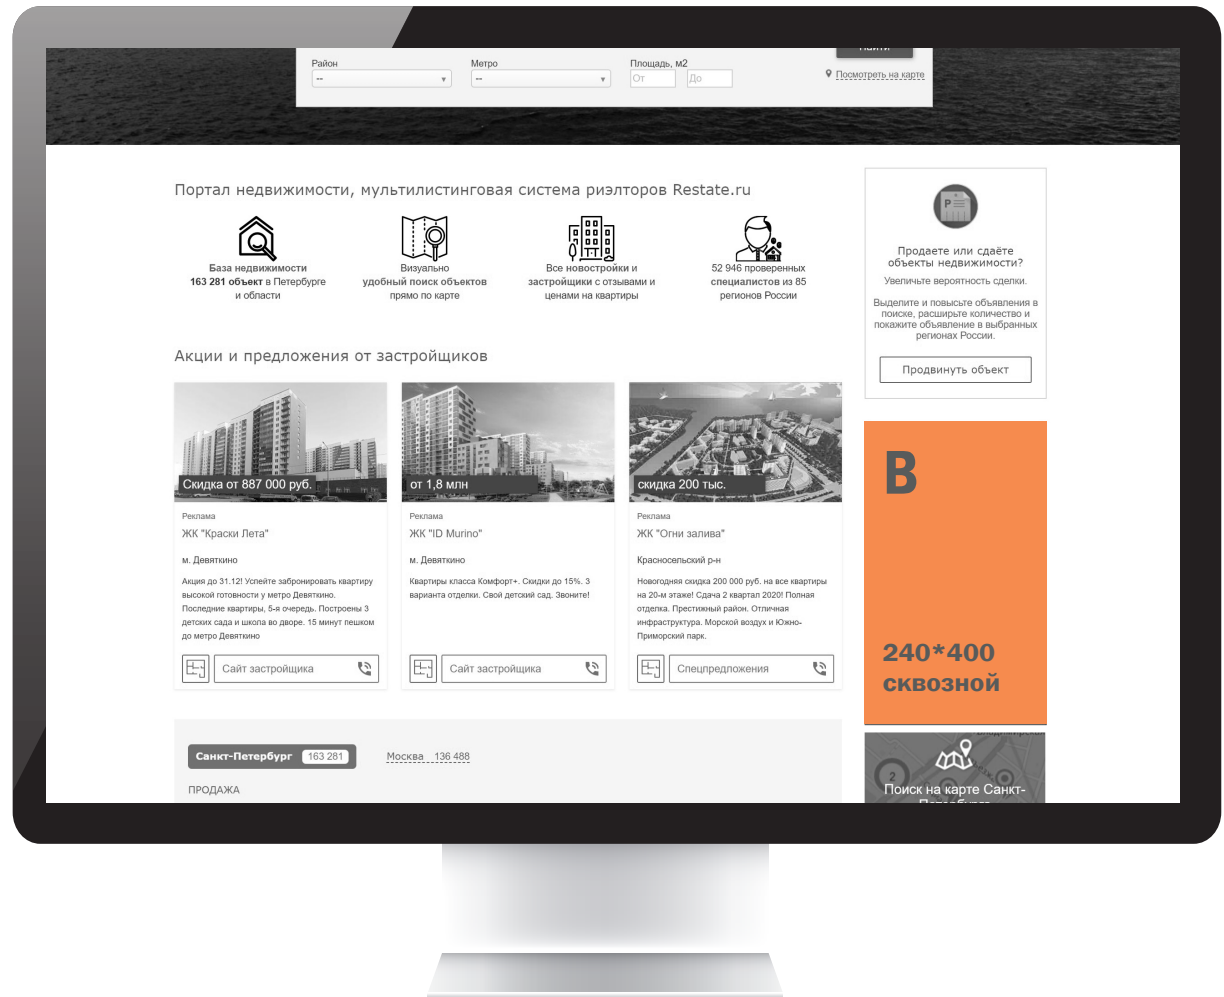 Найти
Район
Метро
Площадь, м2
--
--
От
До
Посмотреть на карте
Портал недвижимости, мультилистинговая система риэлторов Restate.ru
База недвижимости
163 281 объект в Петербурге
и области
Визуально
удобный поиск объектов
прямо по карте
Все новостройки и
застройщики с отзывами и
ценами на квартиры
52 946 проверенных
специалистов из 85
регионов России
Продаете или сдаёте
объекты недвижимости?
Увеличьте вероятность сделки.
Выделите и повысьте объявления в
поиске, расширьте количество и
покажите объявление в выбранных
регионах России.
Продвинуть объект
Акции и предложения от застройщиков
Скидка от 887 000 руб.
Реклама
ЖК "Краски Лета"
м. Девяткино
Акция до 31.12! Успейте забронировать квартиру
высокой готовности у метро Девяткино.
Последние квартиры, 5-я очередь. Построены 3
детских сада и школа во дворе. 15 минут пешком
до метро Девяткино
Сайт застройщика
от 1,8 млн
Реклама
ЖК "ID Murino"
м. Девяткино
Квартиры класса Комфорт+. Скидки до 15%. 3
варианта отделки. Свой детский сад. Звоните!
Сайт застройщика
скидка 200 тыс.
Реклама
ЖК "Огни залива"
Красносельский р-н
Новогодняя скидка 200 000 руб. на все квартиры
на 20-м этаже! Сдача 2 квартал 2020! Полная
отделка. Престижный район. Отличная
инфраструктура. Морской воздух и Южно-
Приморский парк.
Спецпредложения
B
240*400
сквозной
Санкт-Петербург 163 281
Москва 136 488
ПРОДАЖА
2
Поиск на карте Санкт-
Петербурга